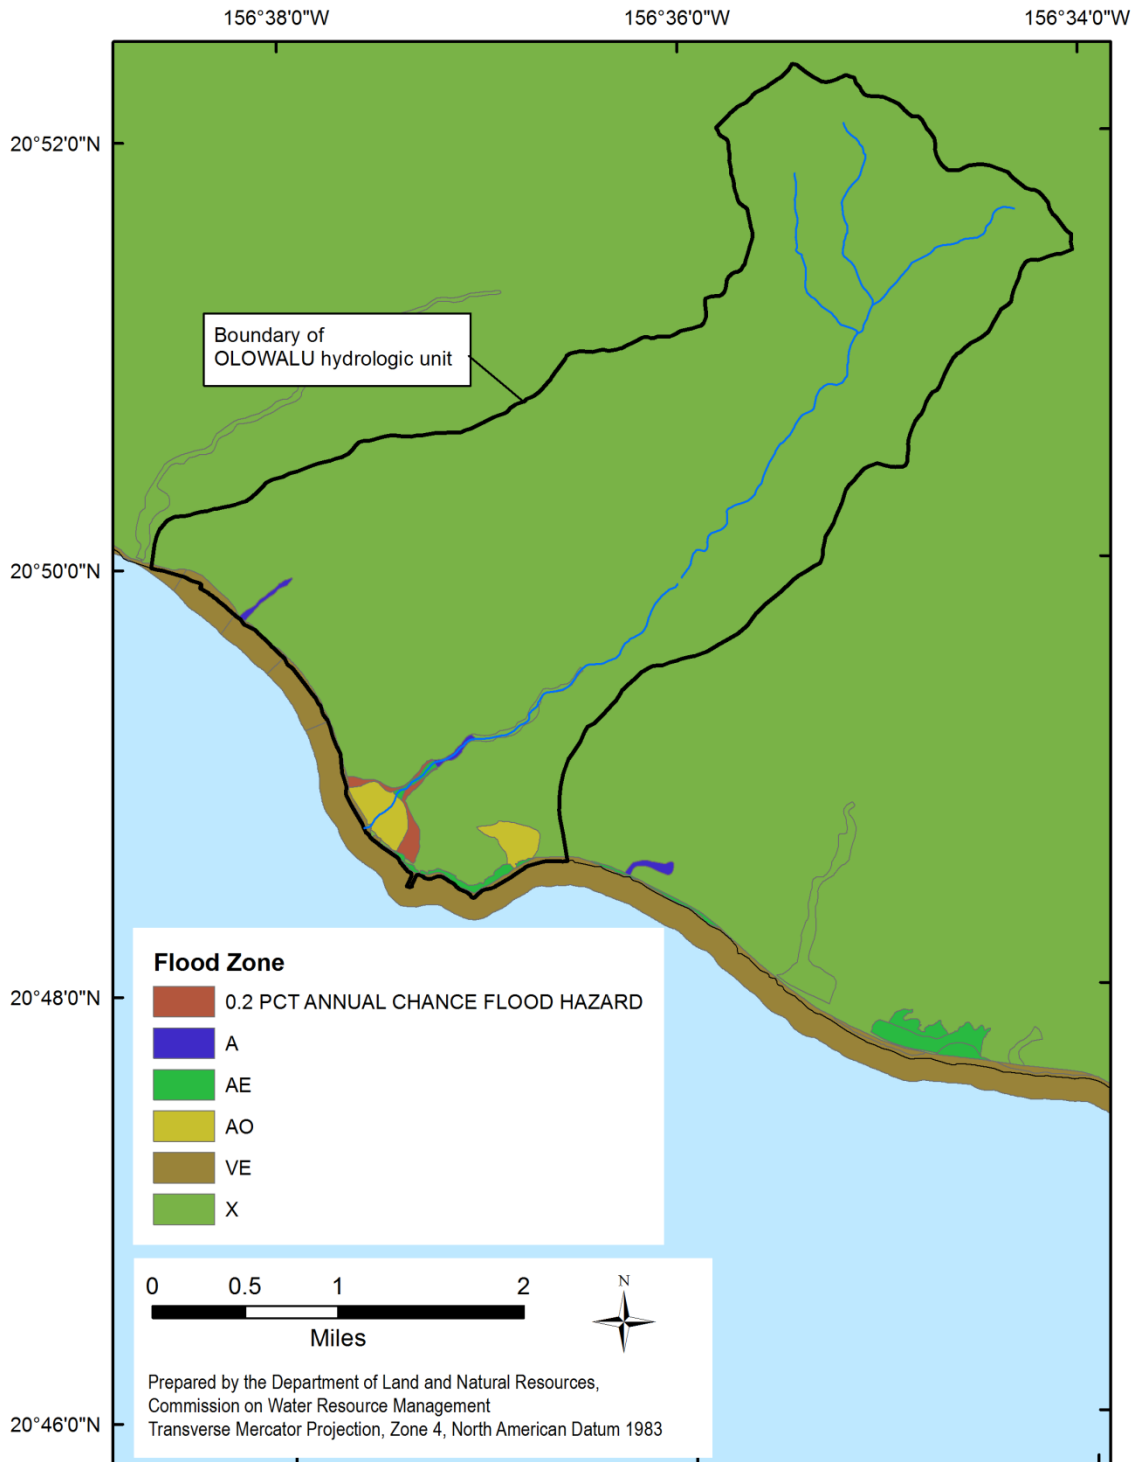 156°38'0"W
156°36'0"W
156°34'0"W
20°52'0"N
Boundary of
OLOWALU hydrologic unit
20°50'0"N
20°48'0"N
Flood Zone
0.2 PCT ANNUAL CHANCE FLOOD HAZARD
A
AE
AO
VE
X
0 0.5 1 2
Miles
N
Prepared by the Department of Land and Natural Resources,
Commission on Water Resource Management
Transverse Mercator Projection, Zone 4, North American Datum 1983
20°46'0"N